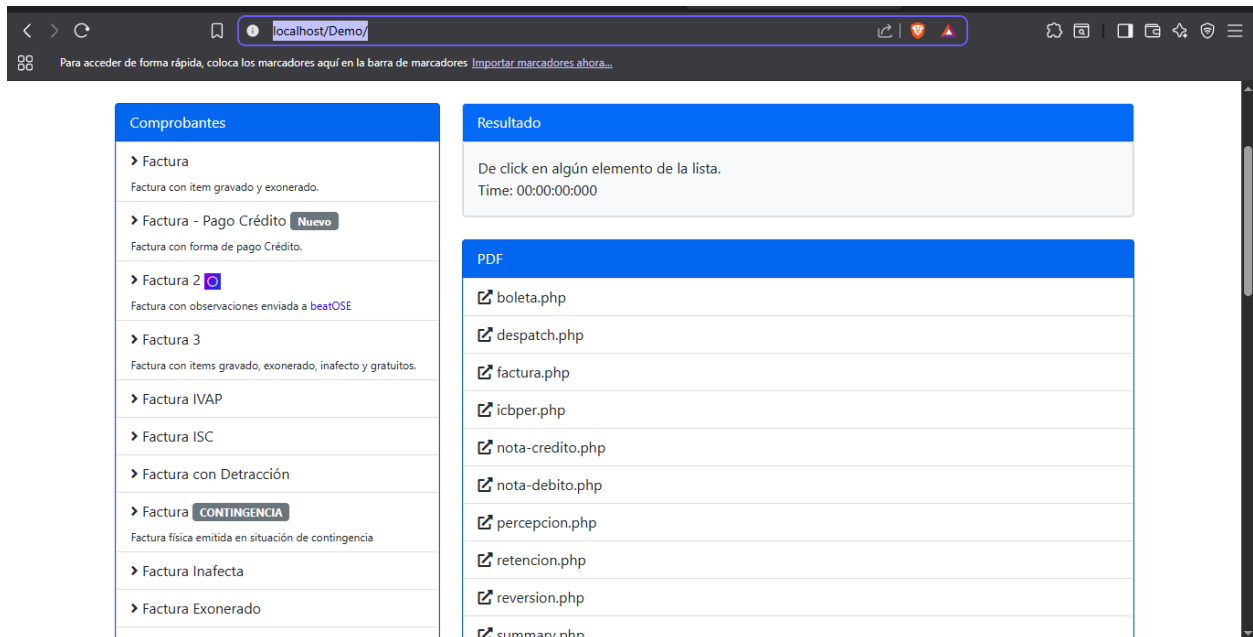 localhost/Demo/
Para acceder de forma rápida, coloca los marcadores aquí en la barra de marcadores Importar marcadores ahora...
Comprobantes
Factura
Factura con item gravado y exonerado.
Factura - Pago Crédito Nuevo
Factura con forma de pago Crédito.
Factura 2
Factura con observaciones enviada a beatOSE
Factura 3
Factura con items gravado, exonerado, inafecto y gratuitos.
Factura IVAP
Factura ISC
Factura con Detracción
Factura CONTINGENCIA
Factura física emitida en situación de contingencia
Factura Inafecta
Factura Exonerado
Resultado
De click en algún elemento de la lista.
Time: 00:00:00:000
PDF
boleta.php
despatch.php
factura.php
icbper.php
nota-credito.php
nota-debito.php
percepcion.php
retencion.php
reversion.php
summary.php